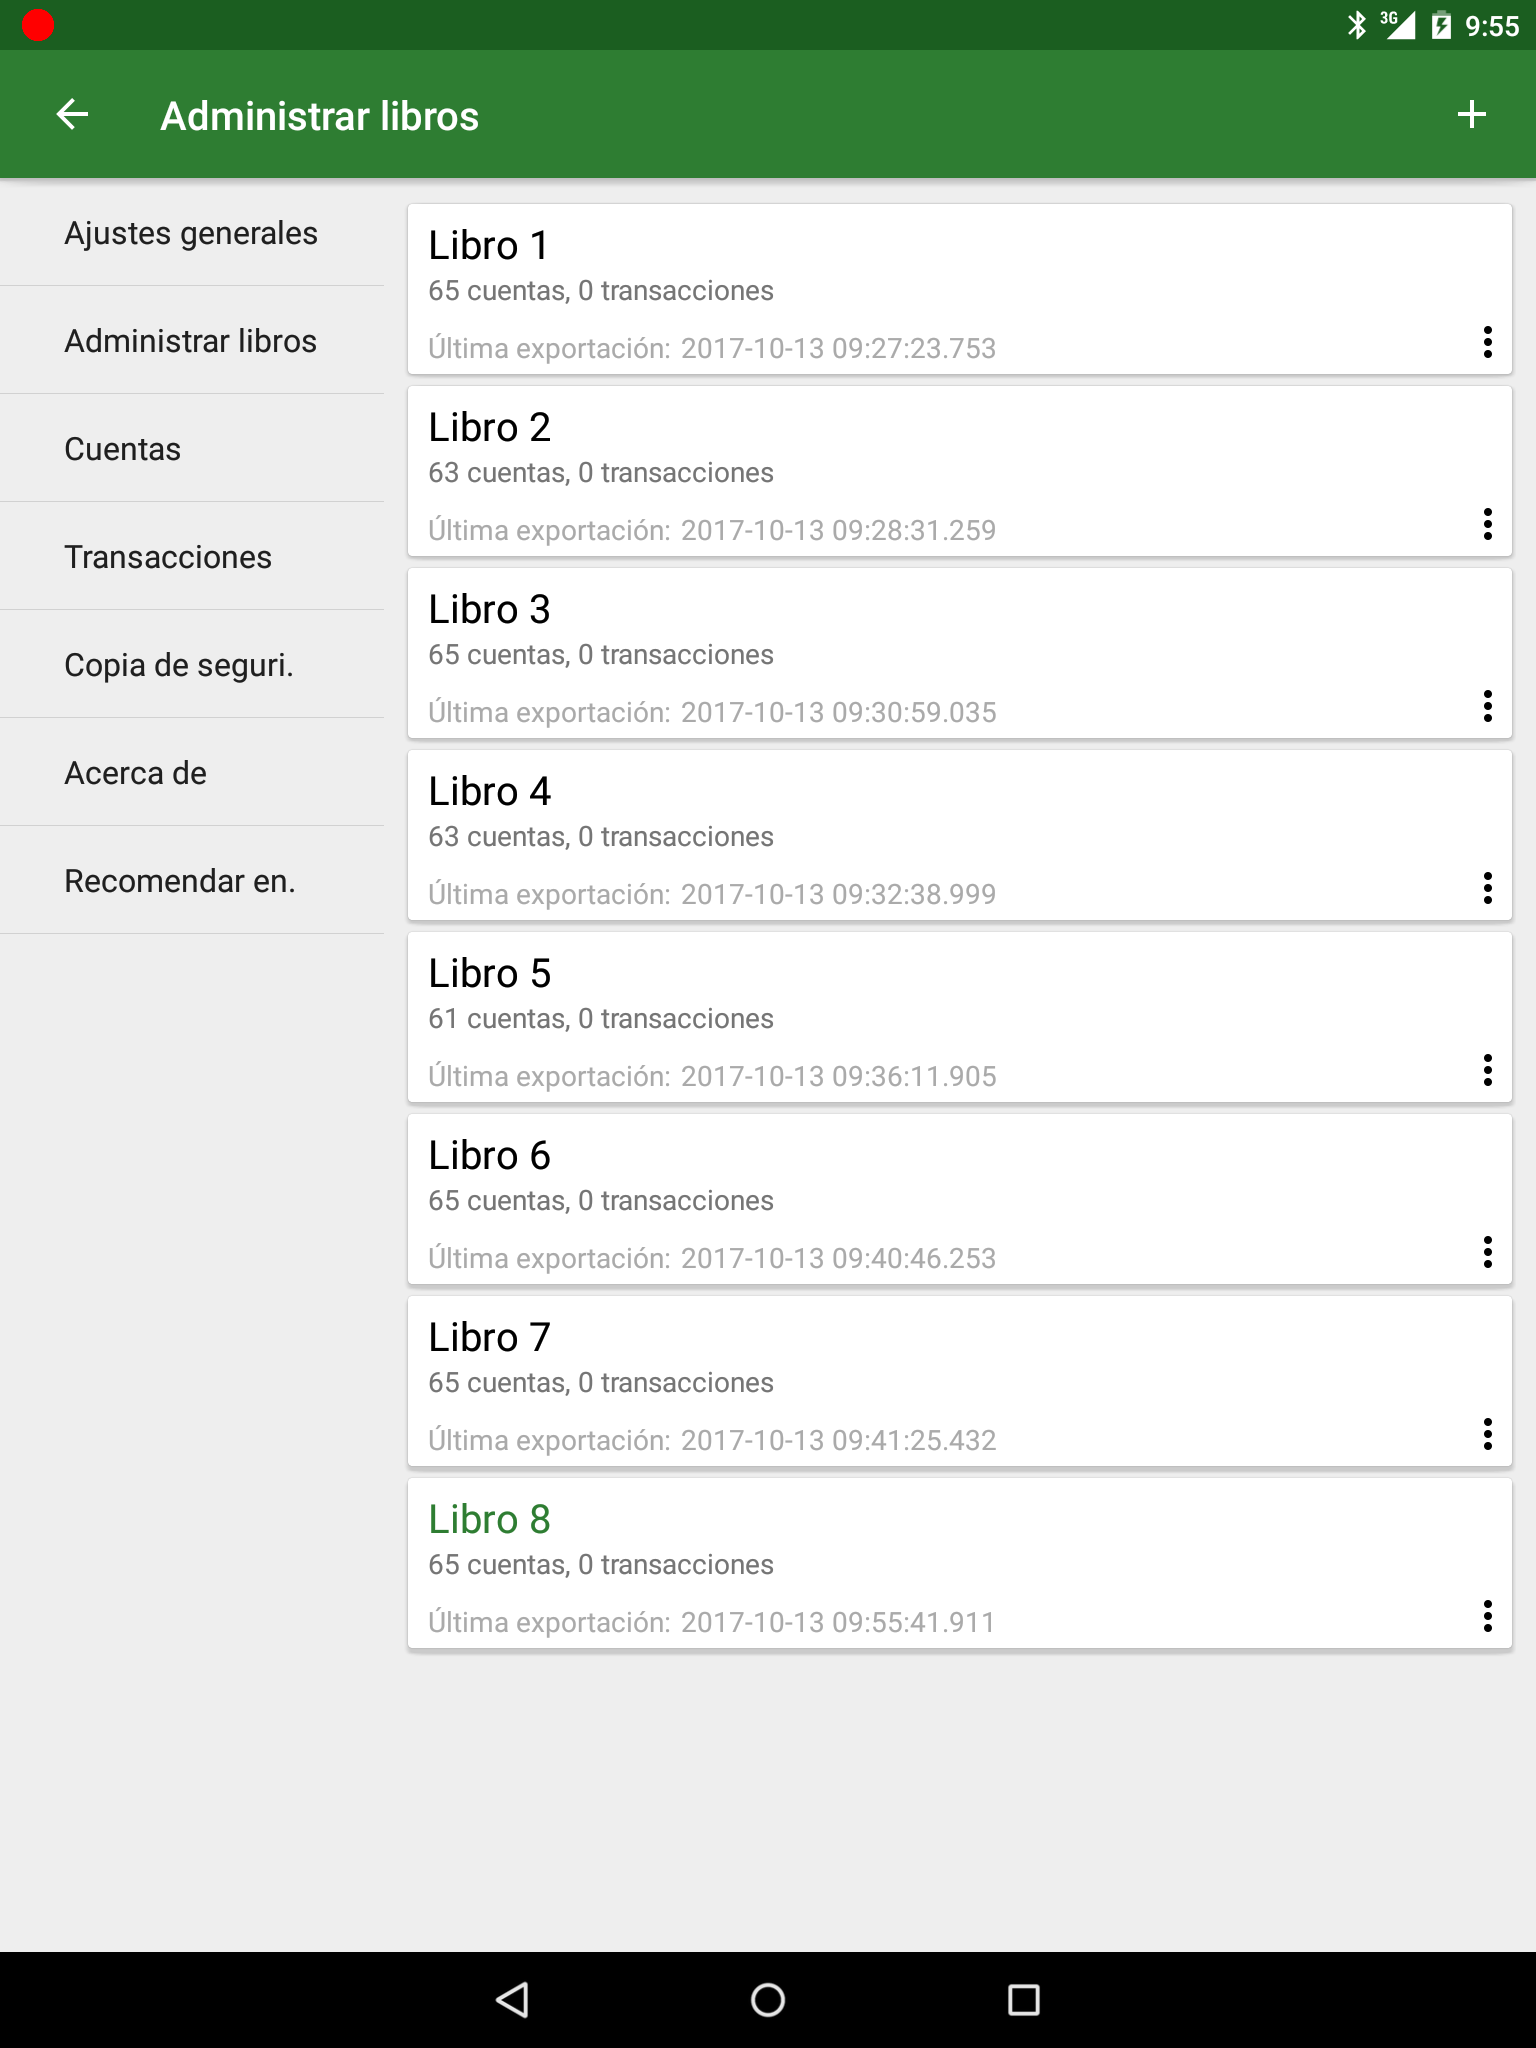 3G 9:55
Administrar libros
Ajustes generales
Administrar libros
Cuentas
Transacciones
Copia de seguri.
Acerca de
Recomendar en.
Libro 1
65 cuentas, 0 transacciones
Última exportación: 2017-10-13 09:27:23.753
Libro 2
63 cuentas, 0 transacciones
Última exportación: 2017-10-13 09:28:31.259
Libro 3
65 cuentas, 0 transacciones
Última exportación: 2017-10-13 09:30:59.035
Libro 4
63 cuentas, 0 transacciones
Última exportación: 2017-10-13 09:32:38.999
Libro 5
61 cuentas, 0 transacciones
Última exportación: 2017-10-13 09:36:11.905
Libro 6
65 cuentas, 0 transacciones
Última exportación: 2017-10-13 09:40:46.253
Libro 7
65 cuentas, 0 transacciones
Última exportación: 2017-10-13 09:41:25.432
Libro 8
65 cuentas, 0 transacciones
Última exportación: 2017-10-13 09:55:41.911